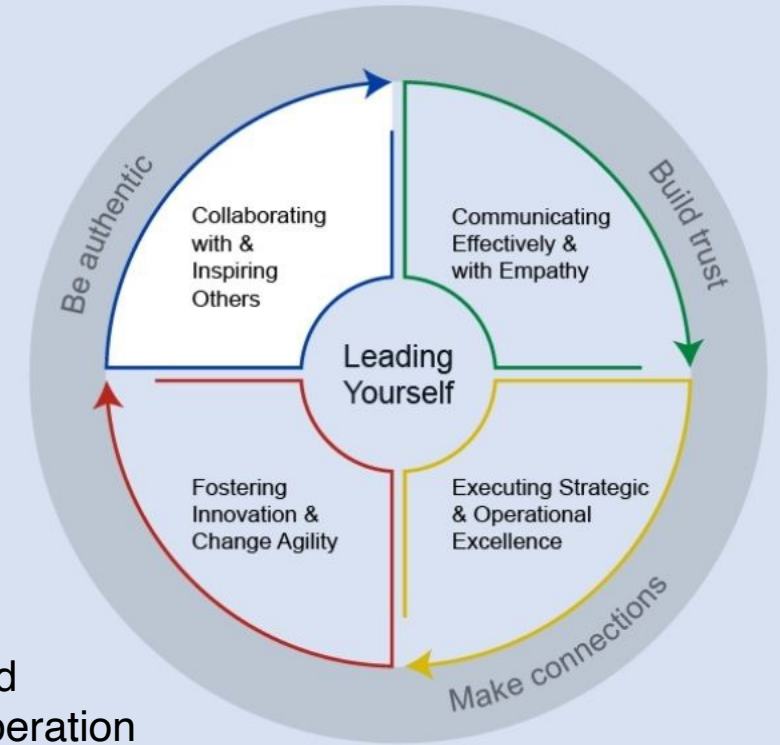 Be authentic
Build trust
Collaborating
with &
Inspiring
Others
Communicating
Effectively &
with Empathy
Leading
Yourself
Fostering
Innovation &
Change Agility
Executing Strategic
& Operational
Excellence
Make connections